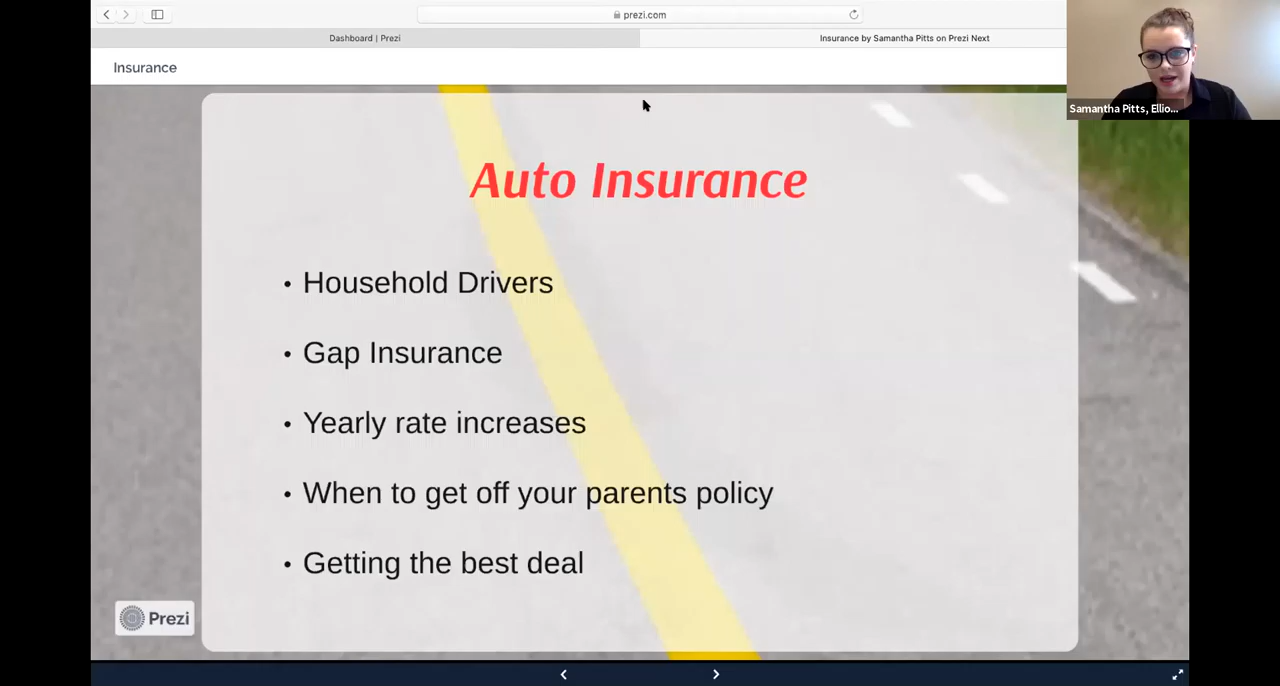 prezi.com
Dashboard | Prezi
Insurance by Samantha Pitts on Prezi Next
Insurance
Samantha Pitts, Ellio...
Auto Insurance
• Household Drivers
• Gap Insurance
• Yearly rate increases
• When to get off your parents policy
• Getting the best deal
Prezi